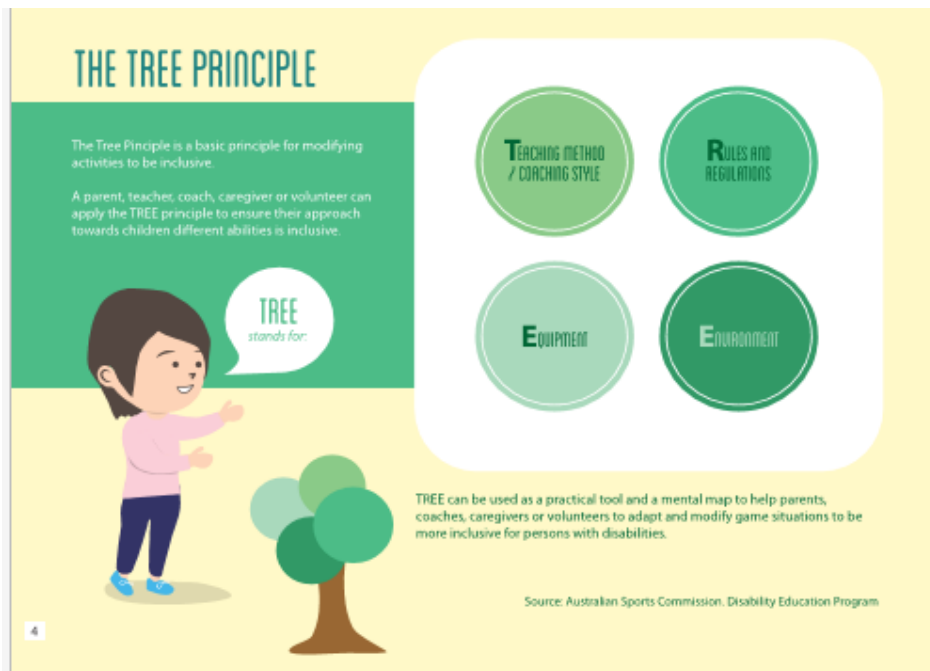 THE TREE PRINCIPLE
The Tree Pinciple is a basic principle for modifying
activities to be inclusive.
A parent, teacher, coach, caregiver or volunteer can
apply the TREE principle to ensure their approach
towards children different abilities is inclusive.
TREE
stands for:
TEACHING METHOD
/ COACHING STYLE
RULES AND
REGULATIONS
EQUIPMENT
ENVIRONMENT
TREE can be used as a practical tool and a mental map to help parents,
coaches, caregivers or volunteers to adapt and modify game situations to be
more inclusive for persons with disabilities.
Source: Australian Sports Commission. Disability Education Program
4